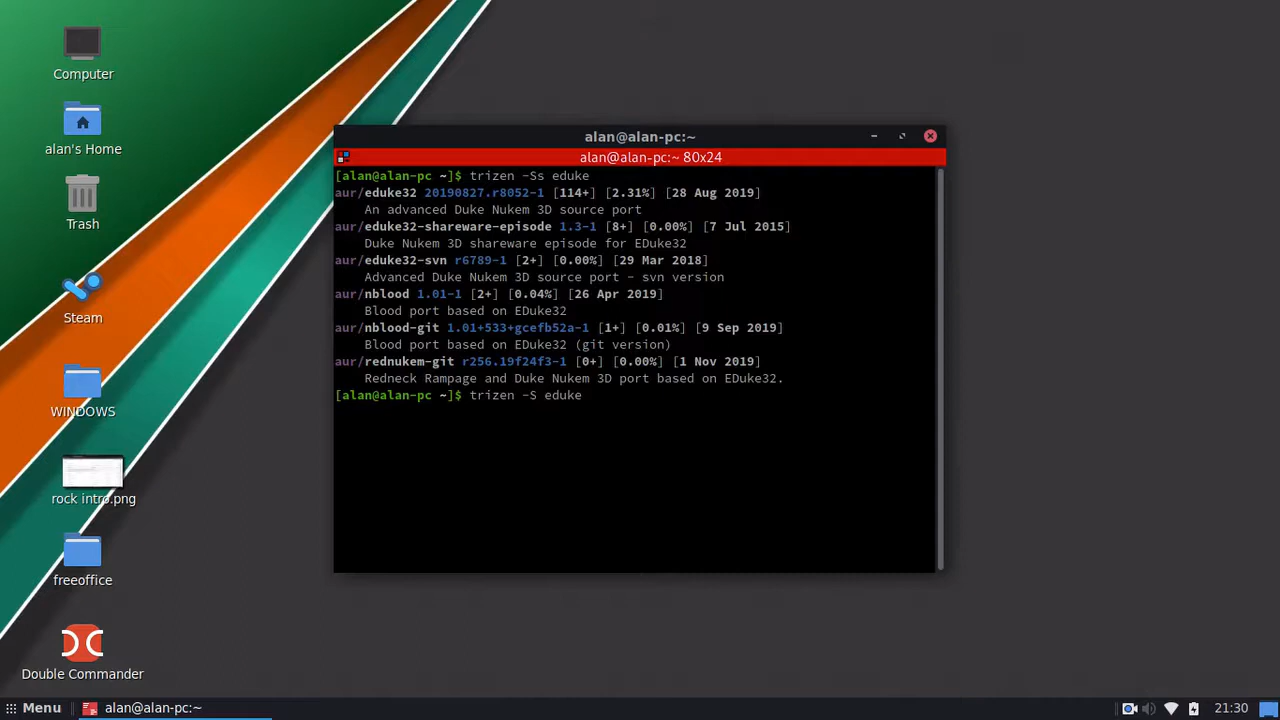 Computer
alan's Home
Trash
Steam
WINDOWS
rock intro.png
freeoffice
Double Commander
alan@alan-pc:~
alan@alan-pc:~ 80x24
[alan@alan-pc ~]$ trizen -Ss eduke
aur/eduke32 20190827.r8052-1 [114+] [2.31%] [28 Aug 2019]
An advanced Duke Nukem 3D source port
aur/eduke32-shareware-episode 1.3-1 [8+] [0.00%] [7 Jul 2015]
Duke Nukem 3D shareware episode for EDuke32
aur/eduke32-svn r6789-1 [2+] [0.00%] [29 Mar 2018]
Advanced Duke Nukem 3D source port - svn version
aur/nblood 1.01-1 [2+] [0.04%] [26 Apr 2019]
Blood port based on EDuke32
aur/nblood-git 1.01+533+gcefb52a-1 [1+] [0.01%] [9 Sep 2019]
Blood port based on EDuke32 (git version)
aur/rednukem-git r256.19f24f3-1 [0+] [0.00%] [1 Nov 2019]
Redneck Rampage and Duke Nukem 3D port based on EDuke32.
[alan@alan-pc ~]$ trizen -S eduke
Menu
alan@alan-pc:~
21:30